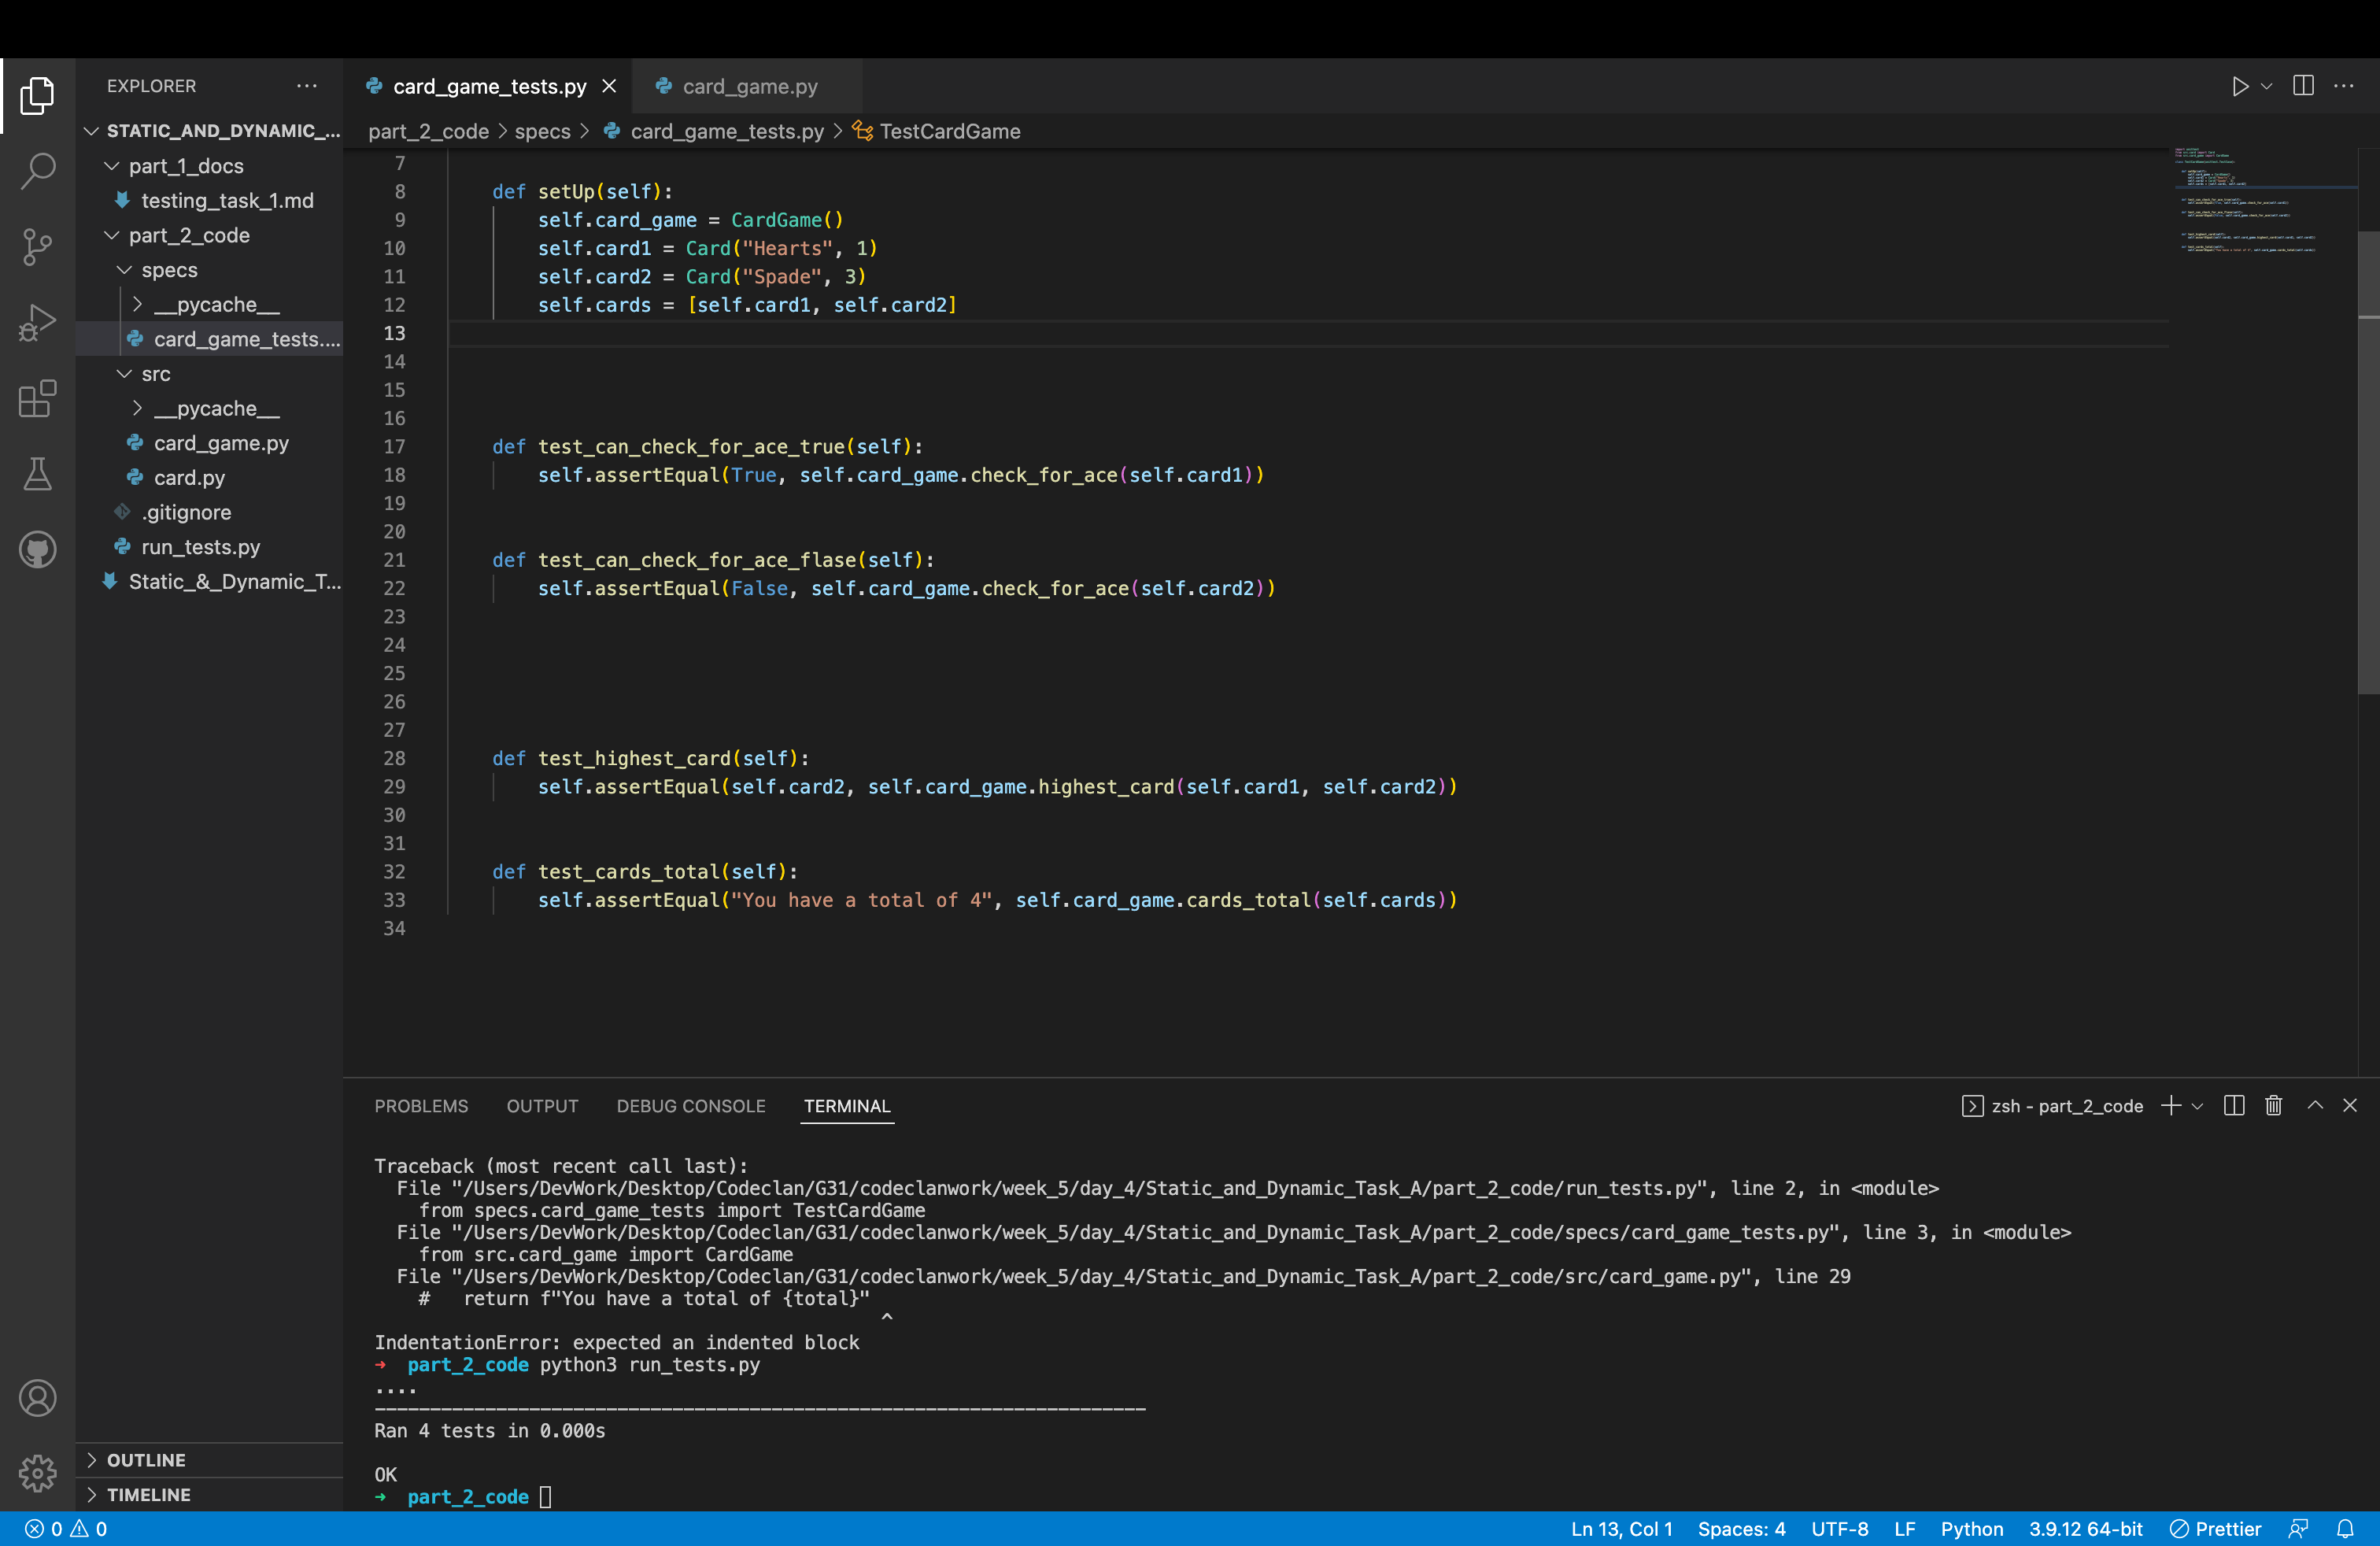 EXPLORER
STATIC_AND_DYNAMIC_...
part_1_docs
testing_task_1.md
part_2_code
specs
__pycache__
card_game_tests....
src
__pycache__
card_game.py
card.py
.gitignore
run_tests.py
Static_&_Dynamic_T...
OUTLINE
TIMELINE
card_game_tests.py
card_game.py
part_2_code > specs > card_game_tests.py > TestCardGame
7
8 def setUp(self):
9 self.card_game = CardGame()
10 self.card1 = Card("Hearts", 1)
11 self.card2 = Card("Spade", 3)
12 self.cards = [self.card1, self.card2]
13
14
15
16
17 def test_can_check_for_ace_true(self):
18 self.assertEqual(True, self.card_game.check_for_ace(self.card1))
19
20
21 def test_can_check_for_ace_flase(self):
22 self.assertEqual(False, self.card_game.check_for_ace(self.card2))
23
24
25
26
27
28 def test_highest_card(self):
29 self.assertEqual(self.card2, self.card_game.highest_card(self.card1, self.card2))
30
31
32 def test_cards_total(self):
33 self.assertEqual("You have a total of 4", self.card_game.cards_total(self.cards))
34
PROBLEMS OUTPUT DEBUG CONSOLE TERMINAL
zsh - part_2_code
Traceback (most recent call last):
File "/Users/DevWork/Desktop/Codeclan/G31/codeclanwork/week_5/day_4/Static_and_Dynamic_Task_A/part_2_code/run_tests.py", line 2, in <module>
from specs.card_game_tests import TestCardGame
File "/Users/DevWork/Desktop/Codeclan/G31/codeclanwork/week_5/day_4/Static_and_Dynamic_Task_A/part_2_code/specs/card_game_tests.py", line 3, in <module>
from src.card_game import CardGame
File "/Users/DevWork/Desktop/Codeclan/G31/codeclanwork/week_5/day_4/Static_and_Dynamic_Task_A/part_2_code/src/card_game.py", line 29
# return f"You have a total of {total}"
^
IndentationError: expected an indented block
➜ part_2_code python3 run_tests.py
....
----------------------------------------------------------------------
Ran 4 tests in 0.000s
OK
➜ part_2_code
0 0
Ln 13, Col 1 Spaces: 4 UTF-8 LF Python 3.9.12 64-bit Prettier